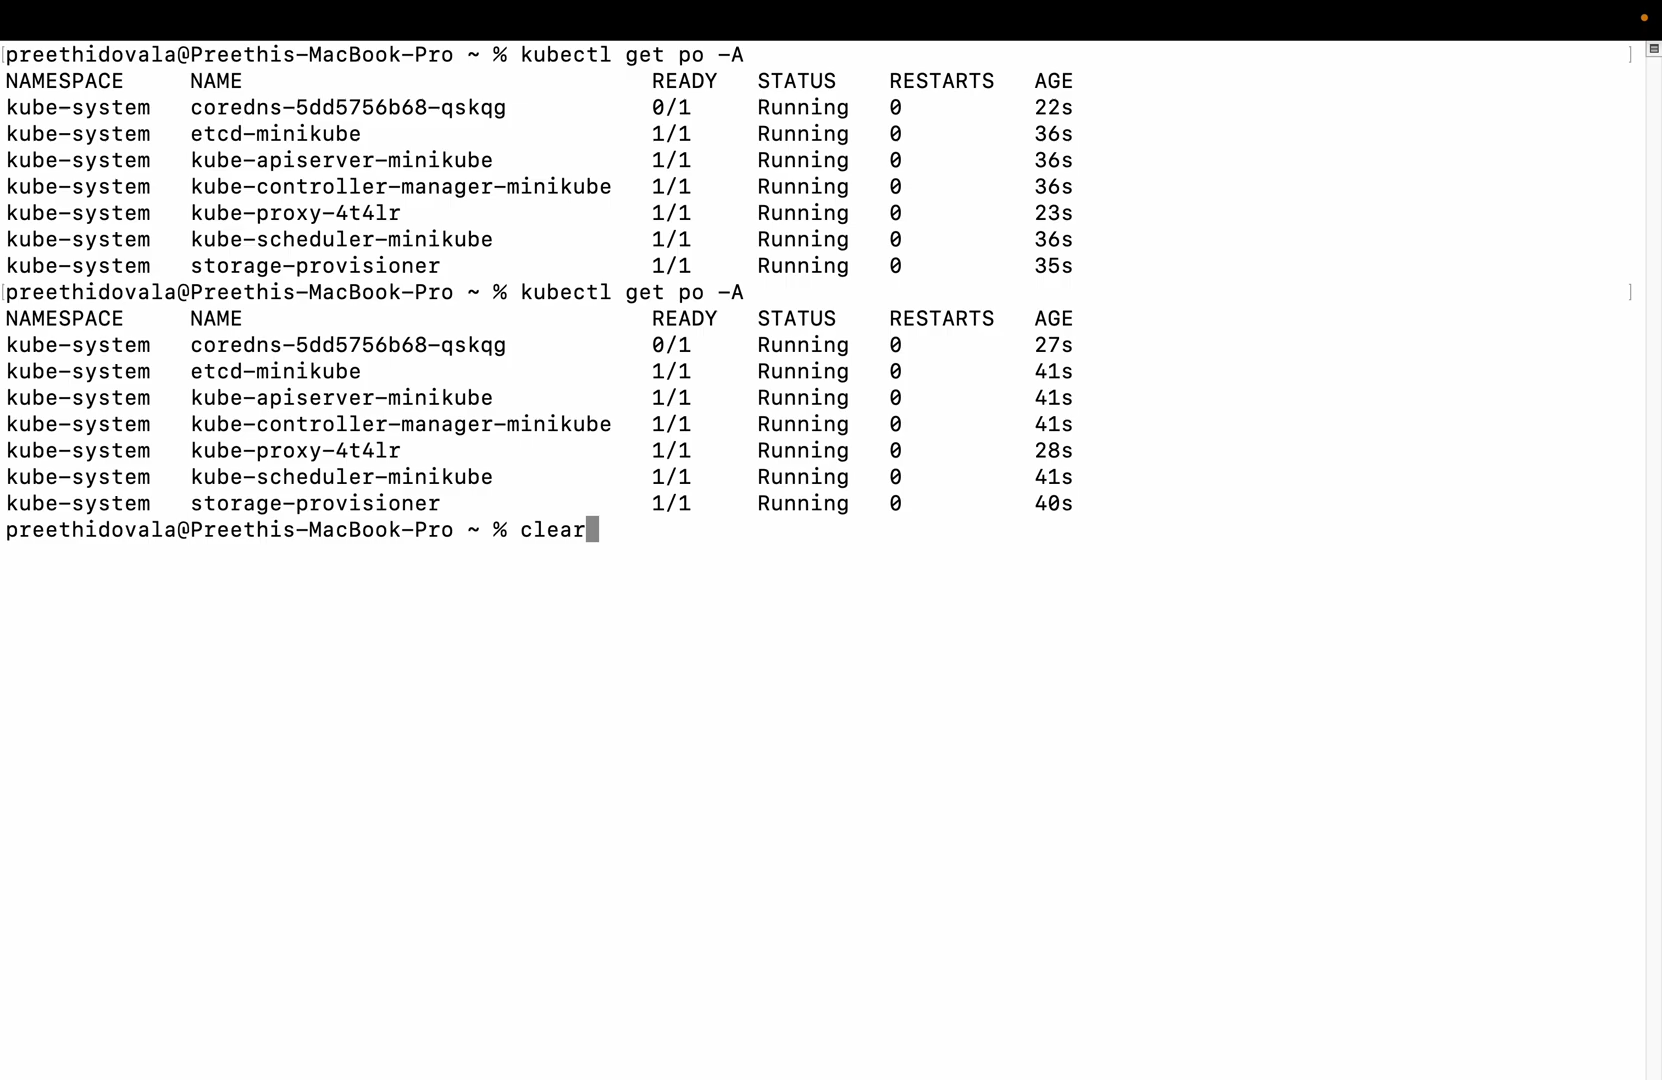 preethidovala@Preethis-MacBook-Pro ~ % kubectl get po -A
NAMESPACE NAME READY STATUS RESTARTS AGE
kube-system coredns-5dd5756b68-qskqg 0/1 Running 0 22s
kube-system etcd-minikube 1/1 Running 0 36s
kube-system kube-apiserver-minikube 1/1 Running 0 36s
kube-system kube-controller-manager-minikube 1/1 Running 0 36s
kube-system kube-proxy-4t4lr 1/1 Running 0 23s
kube-system kube-scheduler-minikube 1/1 Running 0 36s
kube-system storage-provisioner 1/1 Running 0 35s
preethidovala@Preethis-MacBook-Pro ~ % kubectl get po -A
NAMESPACE NAME READY STATUS RESTARTS AGE
kube-system coredns-5dd5756b68-qskqg 0/1 Running 0 27s
kube-system etcd-minikube 1/1 Running 0 41s
kube-system kube-apiserver-minikube 1/1 Running 0 41s
kube-system kube-controller-manager-minikube 1/1 Running 0 41s
kube-system kube-proxy-4t4lr 1/1 Running 0 28s
kube-system kube-scheduler-minikube 1/1 Running 0 41s
kube-system storage-provisioner 1/1 Running 0 40s
preethidovala@Preethis-MacBook-Pro ~ % clear